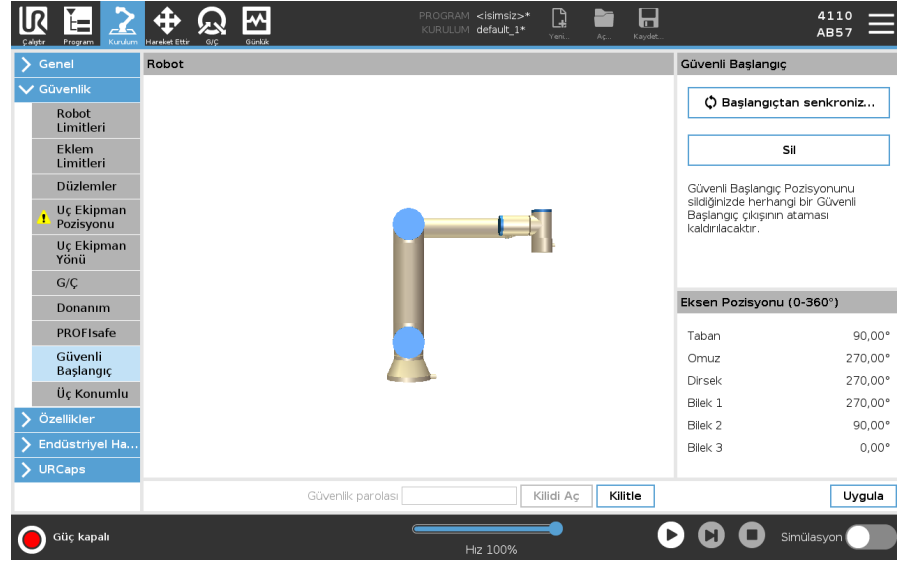 PROGRAM <isimsiz>*
KURULUM default_1*
Çalıştır
Program
Kurulum
Hareket Ettir
G/Ç
Günlük
Yeni...
Aç...
Kaydet...
4110
AB57
Genel
Güvenlik
Robot
Limitleri
Eklem
Limitleri
Düzlemler
Uç Ekipman
Pozisyonu
Uç Ekipman
Yönü
G/Ç
Donanım
PROFIsafe
Güvenli
Başlangıç
Üç Konumlu
Özellikler
Endüstriyel Ha...
URCaps
Robot
Güvenli Başlangıç
Başlangıçtan senkroniz...
Sil
Güvenli Başlangıç Pozisyonunu
sildiğinizde herhangi bir Güvenli
Başlangıç çıkışının ataması
kaldırılacaktır.
Eksen Pozisyonu (0-360°)
Taban 90,00°
Omuz 270,00°
Dirsek 270,00°
Bilek 1 270,00°
Bilek 2 90,00°
Bilek 3 0,00°
Güvenlik parolası
Kilidi Aç
Kilitle
Uygula
Güç kapalı
Hız 100%
Simülasyon